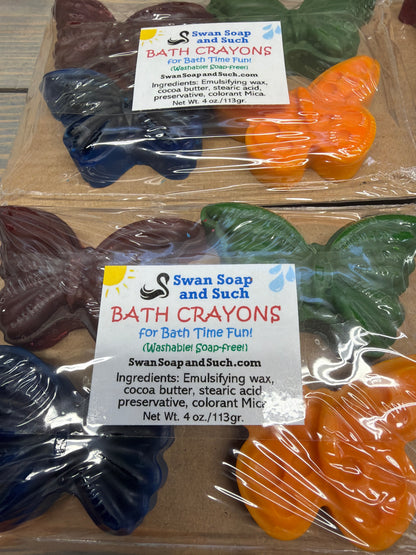 Swan Soap
and Such
BATH CRAYONS
for Bath Time Fun!
(Washable! Soap-free!)
SwanSoapandSuch.com
Ingredients: Emulsifying wax,
cocoa butter, stearic acid,
preservative, colorant Mica.
Net Wt. 4 oz./113gr.
Swan Soap
and Such
BATH CRAYONS
for Bath Time Fun!
(Washable! Soap-free!)
SwanSoapandSuch.com
Ingredients: Emulsifying wax,
cocoa butter, stearic acid,
preservative, colorant Mica.
Net Wt. 4 oz./113gr.